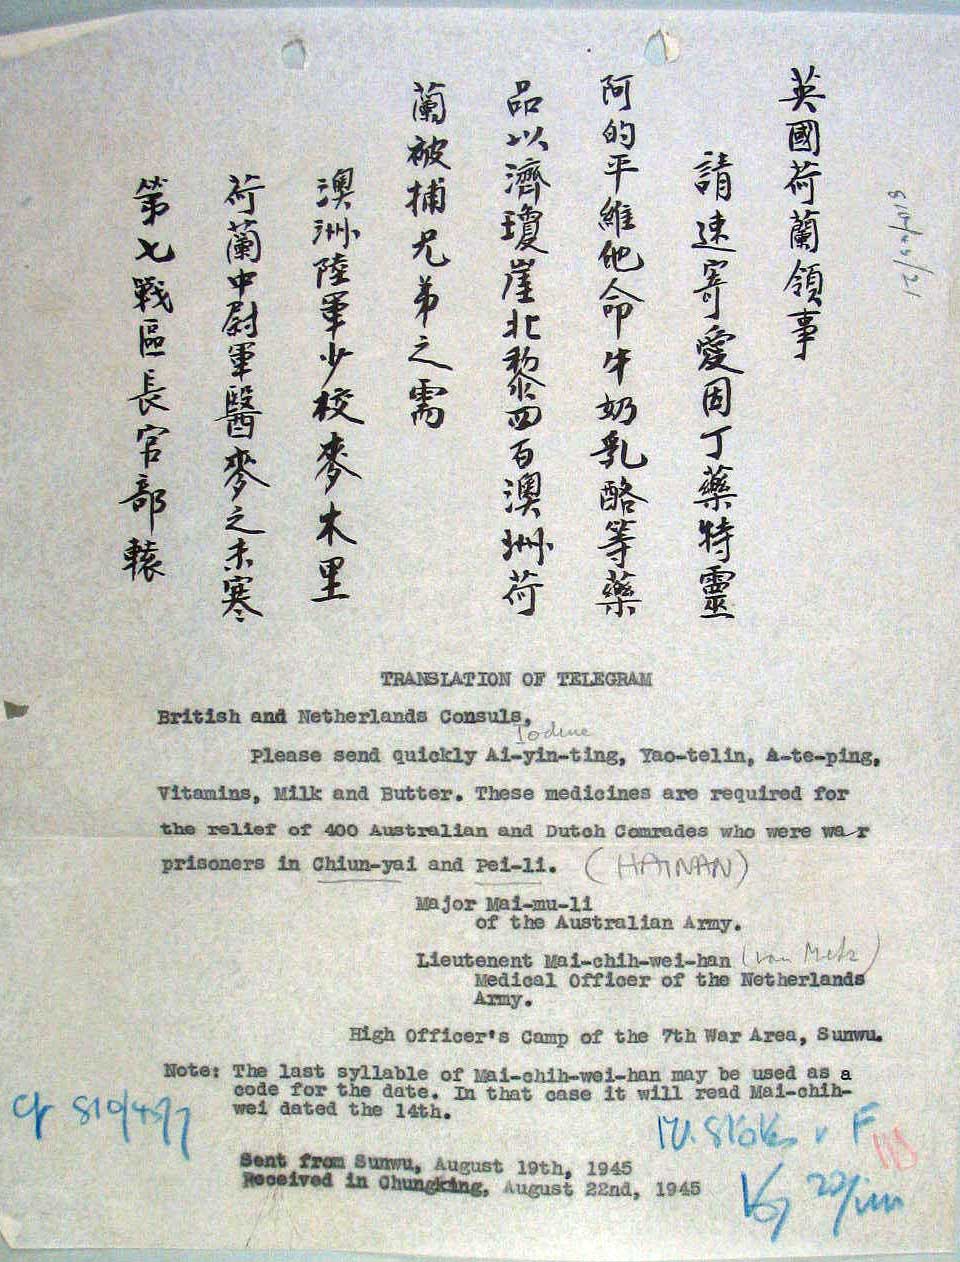 英國荷蘭領事
請速寄愛因丁藥特靈
阿的平維他命牛奶乳酪等藥
品以濟瓊崖北黎四百澳洲荷
蘭被捕兄弟之需
澳洲陸軍少校麥木里
荷蘭中尉軍醫麥之未寒
第七戰區長官部轅
TRANSLATION OF TELEGRAM
British and Netherlands Consuls,
Iodine
Please send quickly Ai-yin-ting, Yao-telin, A-te-ping,
Vitamins, Milk and Butter. These medicines are required for
the relief of 400 Australian and Dutch Comrades who were war
prisoners in Chiun-yai and Pei-li. (HAINAN)
Major Mai-mu-li
of the Australian Army.
Lieutenent Mai-chih-wei-han (van Metz)
Medical Officer of the Netherlands
Army.
High Officer's Camp of the 7th War Area, Sunwu.
Note: The last syllable of Mai-chih-wei-han may be used as a
code for the date. In that case it will read Mai-chih-
wei dated the 14th.
Sent from Sunwu, August 19th, 1945
Received in Chungking, August 22nd, 1945